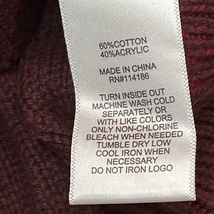 60%COTTON
40%ACRYLIC
MADE IN CHINA
RN#114186
TURN INSIDE OUT
MACHINE WASH COLD
SEPARATELY OR
WITH LIKE COLORS
ONLY NON-CHLORINE
BLEACH WHEN NEEDED
TUMBLE DRY LOW
COOL IRON WHEN
NECESSARY
DO NOT IRON LOGO